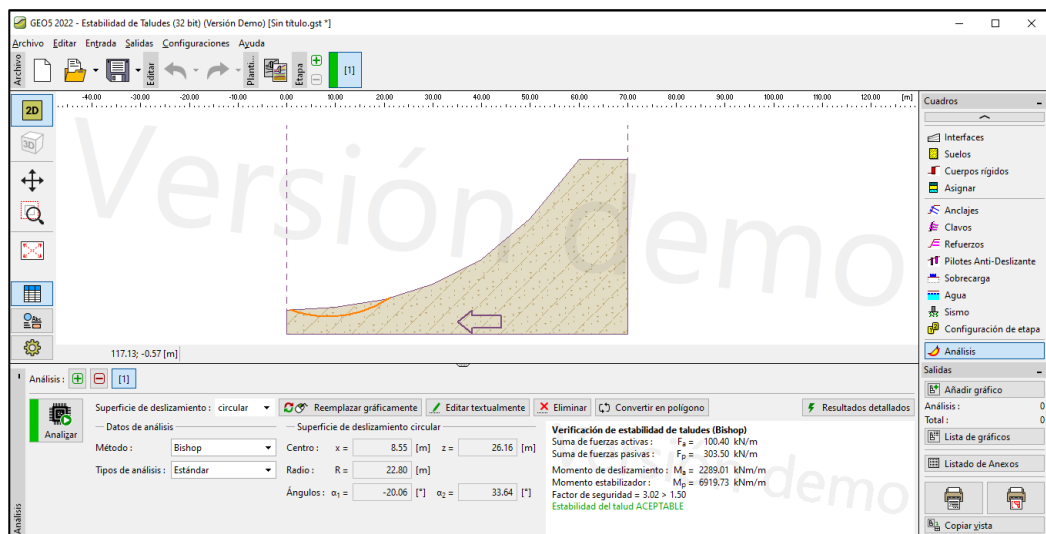 GEO5 2022 - Estabilidad de Taludes (32 bit) (Versión Demo) [Sin título.gst *]
Archivo Editar Entrada Salidas Configuraciones Ayuda
Archivo
Editar
Planti...
Etapa
[1]
2D
3D
-40.00 -30.00 -20.00 -10.00 0.00 10.00 20.00 30.00 40.00 50.00 60.00 70.00 80.00 90.00 100.00 110.00 120.00 [m]
Versión demo
117.13; -0.57 [m]
Cuadros
Interfaces
Suelos
Cuerpos rígidos
Asignar
Anclajes
Clavos
Refuerzos
Pilotes Anti-Deslizante
Sobrecarga
Agua
Sismo
Configuración de etapa
Análisis
Salidas
Añadir gráfico
Análisis : 0
Total : 0
Lista de gráficos
Listado de Anexos
Copiar vista
Análisis
Análisis : [1]
Analizar
Superficie de deslizamiento : circular
Reemplazar gráficamente
Editar textualmente
Eliminar
Convertir en polígono
Resultados detallados
Datos de análisis
Método : Bishop
Tipos de análisis : Estándar
Superficie de deslizamiento circular
Centro : x = 8.55 [m] z = 26.16 [m]
Radio : R = 22.80 [m]
Ángulos : α1 = -20.06 [°] α2 = 33.64 [°]
Verificación de estabilidad de taludes (Bishop)
Suma de fuerzas activas : Fa = 100.40 kN/m
Suma de fuerzas pasivas : Fp = 303.50 kN/m
Momento de deslizamiento : Ma = 2289.01 kNm/m
Momento estabilizador : Mp = 6919.73 kNm/m
Factor de seguridad = 3.02 > 1.50
Estabilidad del talud ACEPTABLE
Versión demo